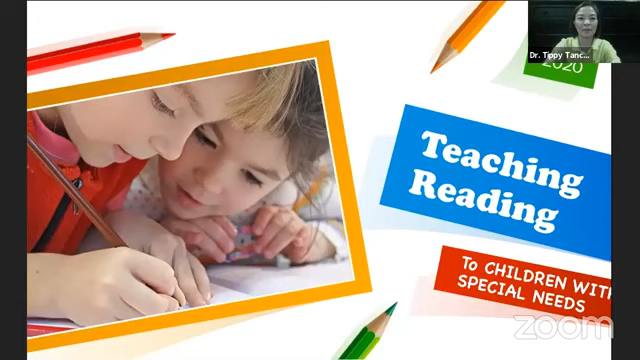 Dr. Tippy Tanc...
2020
Teaching
Reading
To CHILDREN WITH
SPECIAL NEEDS
zoom